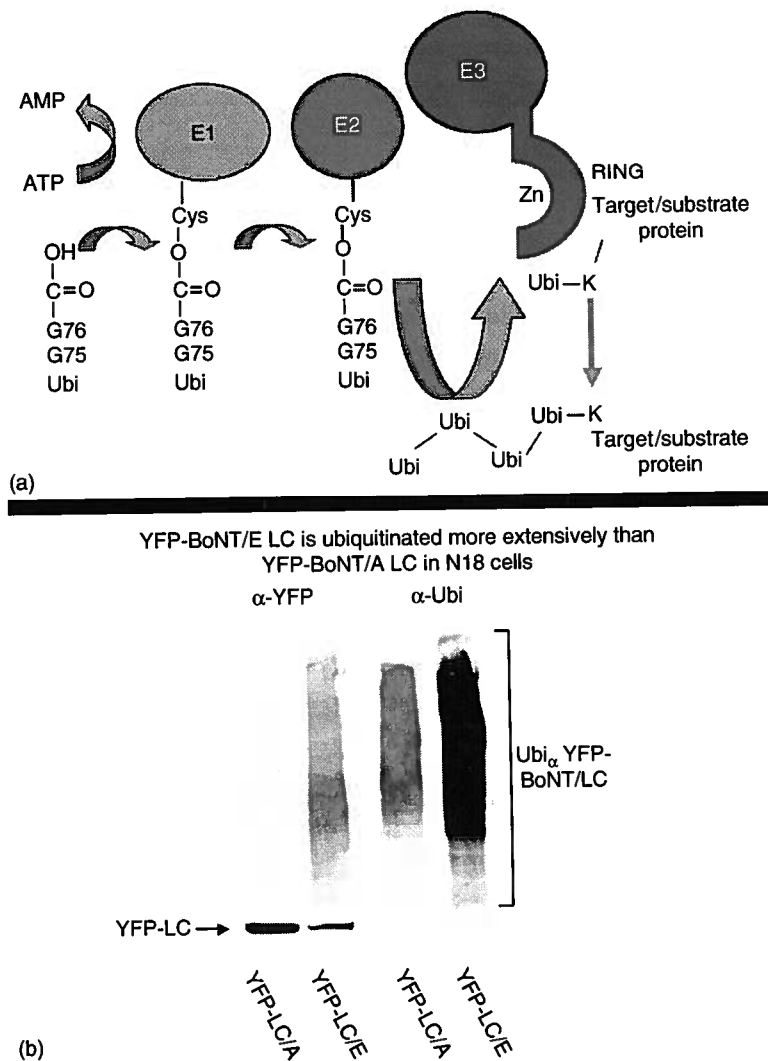 E3
AMP
E1
E2
ATP
Zn
RING
Cys
Cys
Target/substrate
protein
OH
O
O
C=O
C=O
C=O
Ubi–K
G76
G76
G76
G75
G75
G75
Ubi
Ubi
Ubi
Ubi
Ubi–K
Ubi
Ubi
Target/substrate
protein
(a)
YFP-BoNT/E LC is ubiquitinated more extensively than
YFP-BoNT/A LC in N18 cells
α-YFP
α-Ubi
Ubiα YFP-
BoNT/LC
YFP-LC
YFP-LC/A
YFP-LC/E
YFP-LC/A
YFP-LC/E
(b)